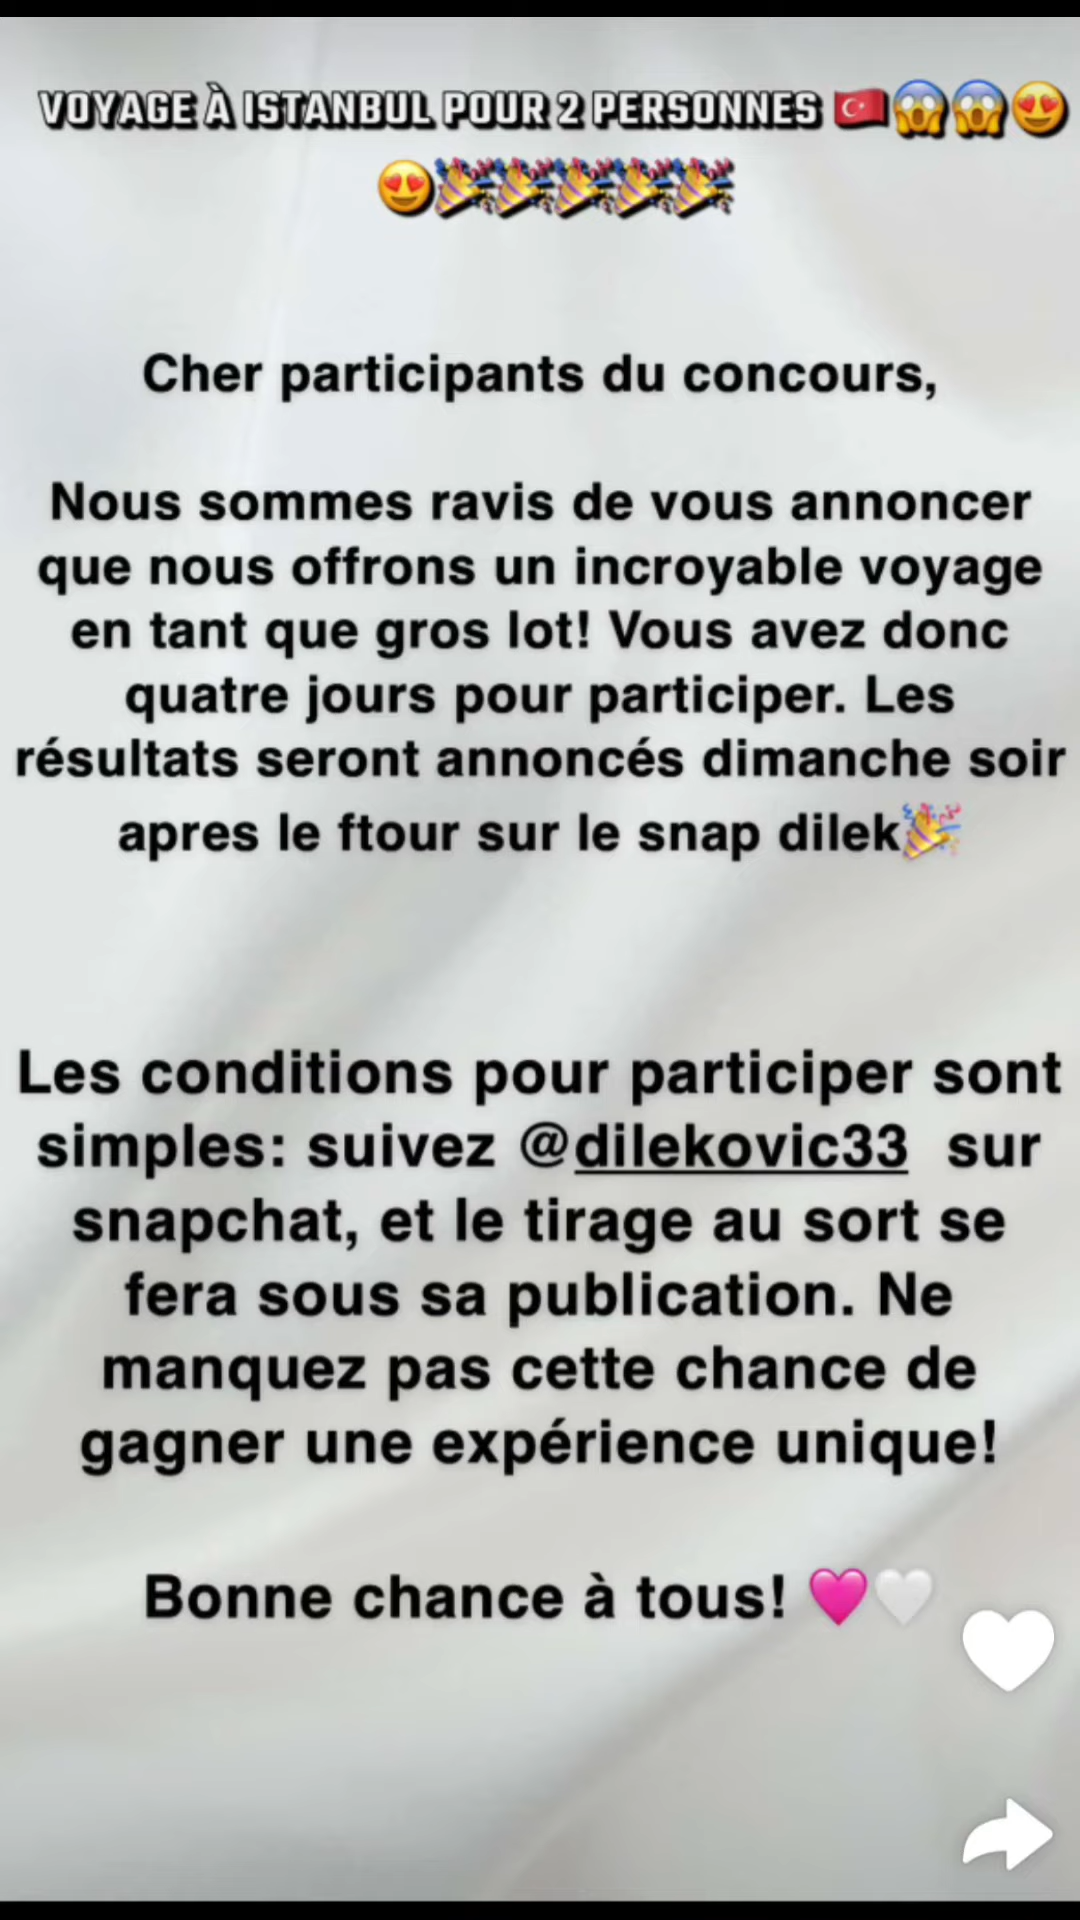 VOYAGE À ISTANBUL POUR 2 PERSONNES 🇹🇷😱😱😍
😍🎉🎉🎉🎉🎉
Cher participants du concours,
Nous sommes ravis de vous annoncer
que nous offrons un incroyable voyage
en tant que gros lot! Vous avez donc
quatre jours pour participer. Les
résultats seront annoncés dimanche soir
apres le ftour sur le snap dilek🎉
Les conditions pour participer sont
simples: suivez @dilekovic33 sur
snapchat, et le tirage au sort se
fera sous sa publication. Ne
manquez pas cette chance de
gagner une expérience unique!
Bonne chance à tous! 🩷🤍